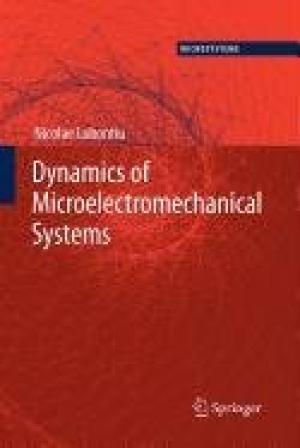 MICROSYSTEMS
Nicolae Lobontiu
Dynamics of
Microelectromechanical
Systems
Springer